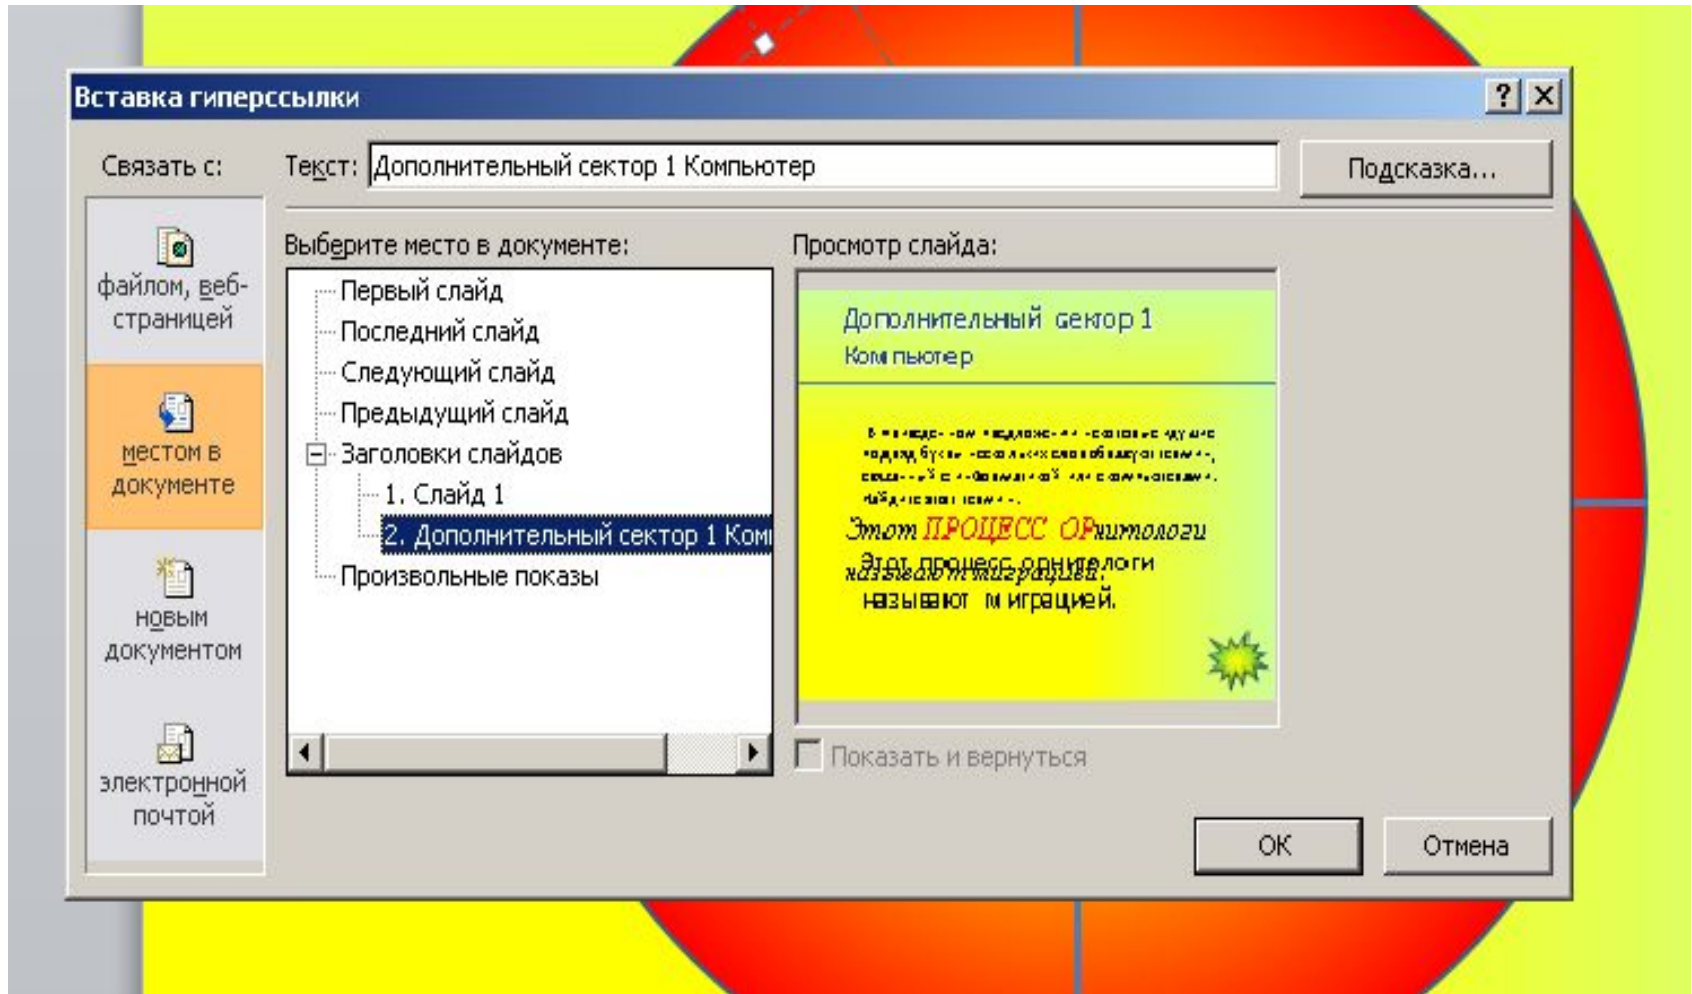 Вставка гиперссылки
Связать с:
Текст:
Дополнительный сектор 1 Компьютер
Подсказка...
файлом, веб-
страницей
местом в
документе
новым
документом
электронной
почтой
Выберите место в документе:
Первый слайд
Последний слайд
Следующий слайд
Предыдущий слайд
Заголовки слайдов
1. Слайд 1
2. Дополнительный сектор 1 Ком
Произвольные показы
Просмотр слайда:
Дополнительный сектор 1
Компьютер
Этот ПРОЦЕСС ОРнитологи
называют миграцией.
Этот процесс орнитологи
называют миграцией.
Показать и вернуться
ОК
Отмена